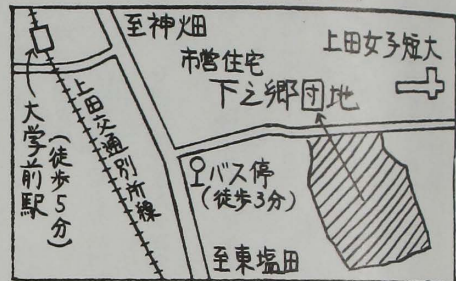 至神畑
市営住宅
上田女子短大
下之郷団地
上田交通別所線
大学前駅
(徒歩5分)
バス停
(徒歩3分)
至東塩田